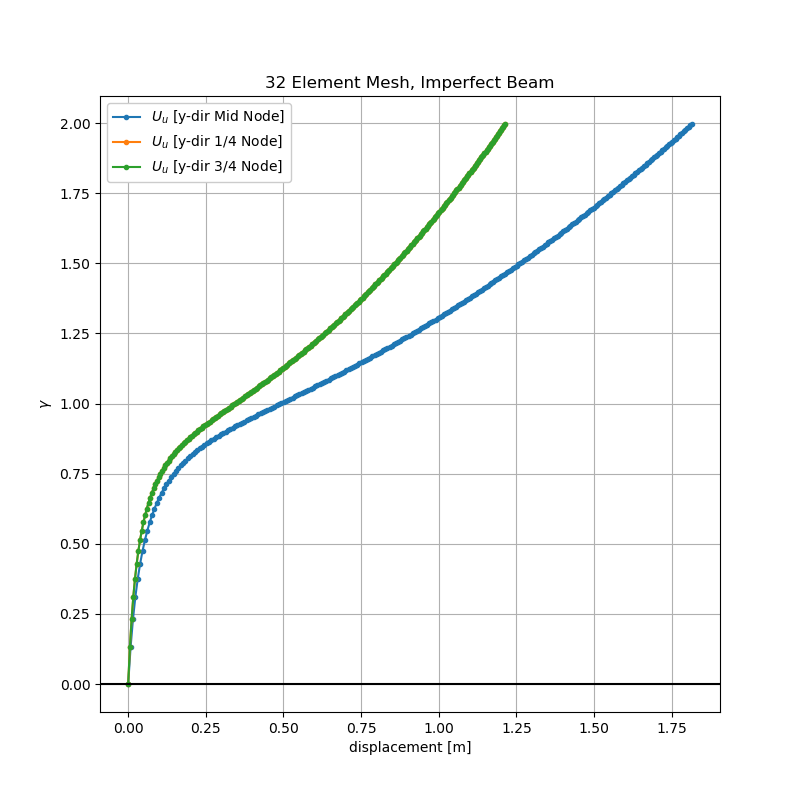 32 Element Mesh, Imperfect Beam
U_u [y-dir Mid Node]
U_u [y-dir 1/4 Node]
U_u [y-dir 3/4 Node]
γ
2.00
1.75
1.50
1.25
1.00
0.75
0.50
0.25
0.00
0.00 0.25 0.50 0.75 1.00 1.25 1.50 1.75
displacement [m]